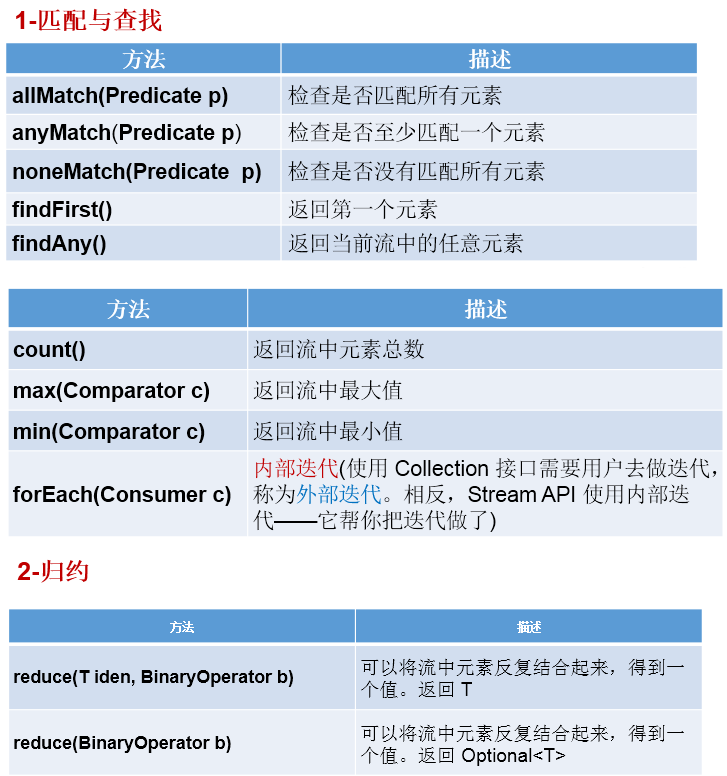 1-匹配与查找
方法 描述
allMatch(Predicate p) 检查是否匹配所有元素
anyMatch(Predicate p) 检查是否至少匹配一个元素
noneMatch(Predicate  p) 检查是否没有匹配所有元素
findFirst() 返回第一个元素
findAny() 返回当前流中的任意元素
方法 描述
count() 返回流中元素总数
max(Comparator c) 返回流中最大值
min(Comparator c) 返回流中最小值
forEach(Consumer c) 内部迭代(使用 Collection 接口需要用户去做迭代，
称为外部迭代。相反，Stream API 使用内部迭
代——它帮你把迭代做了)
2-归约
方法 描述
reduce(T iden, BinaryOperator b) 可以将流中元素反复结合起来，得到一
个值。返回 T
reduce(BinaryOperator b) 可以将流中元素反复结合起来，得到一
个值。返回 Optional<T>